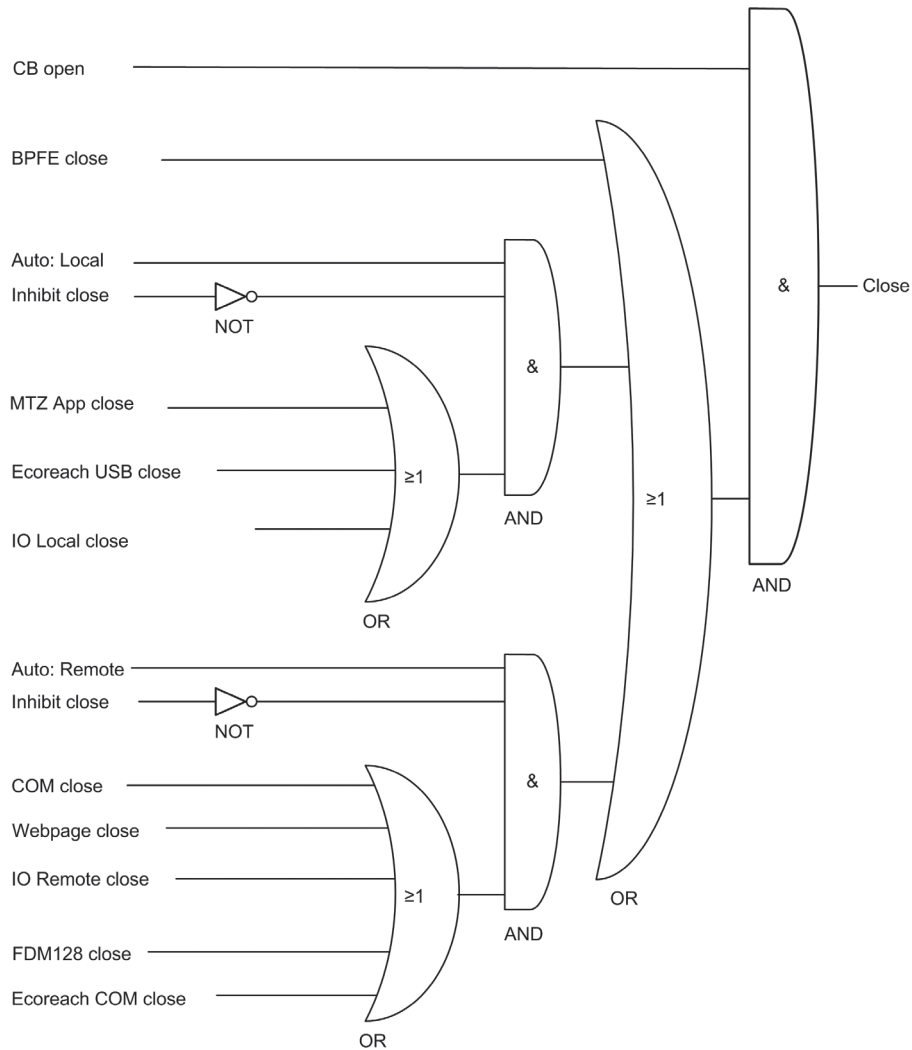 CB open
BPFE close
Auto: Local
Inhibit close
NOT
&
Close
&
MTZ App close
Ecoreach USB close
≥1
≥1
IO Local close
AND
AND
OR
Auto: Remote
Inhibit close
NOT
COM close
&
Webpage close
IO Remote close
≥1
OR
AND
FDM128 close
Ecoreach COM close
OR